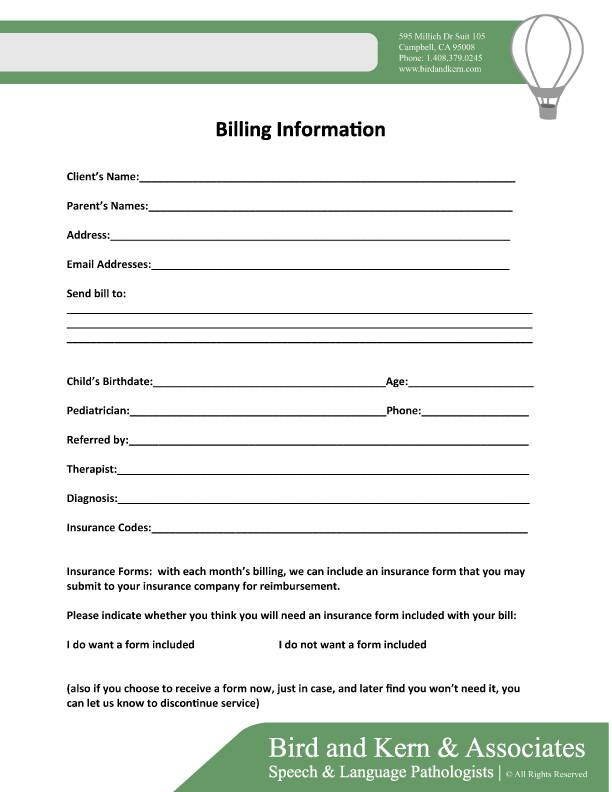 595 Millich Dr Suit 105
Campbell, CA 95008
Phone: 1.408.379.0245
www.birdandkern.com
Billing Information
Client's Name:
Parent's Names:
Address:
Email Addresses:
Send bill to:
Child's Birthdate: Age:
Pediatrician: Phone:
Referred by:
Therapist:
Diagnosis:
Insurance Codes:
Insurance Forms:  with each month's billing, we can include an insurance form that you may
submit to your insurance company for reimbursement.
Please indicate whether you think you will need an insurance form included with your bill:
I do want a form included I do not want a form included
(also if you choose to receive a form now, just in case, and later find you won't need it, you
can let us know to discontinue service)
Bird and Kern & Associates
Speech & Language Pathologists | © All Rights Reserved